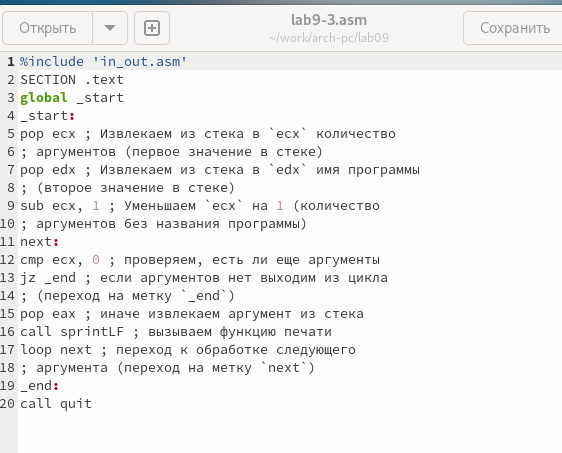 Открыть
lab9-3.asm
~/work/arch-pc/lab09
Сохранить
1 %include 'in_out.asm'
2 SECTION .text
3 global _start
4 _start:
5 pop ecx ; Извлекаем из стека в `ecx` количество
6 ; аргументов (первое значение в стеке)
7 pop edx ; Извлекаем из стека в `edx` имя программы
8 ; (второе значение в стеке)
9 sub ecx, 1 ; Уменьшаем `ecx` на 1 (количество
10 ; аргументов без названия программы)
11 next:
12 cmp ecx, 0 ; проверяем, есть ли еще аргументы
13 jz _end ; если аргументов нет выходим из цикла
14 ; (переход на метку `_end`)
15 pop eax ; иначе извлекаем аргумент из стека
16 call sprintLF ; вызываем функцию печати
17 loop next ; переход к обработке следующего
18 ; аргумента (переход на метку `next`)
19 _end:
20 call quit